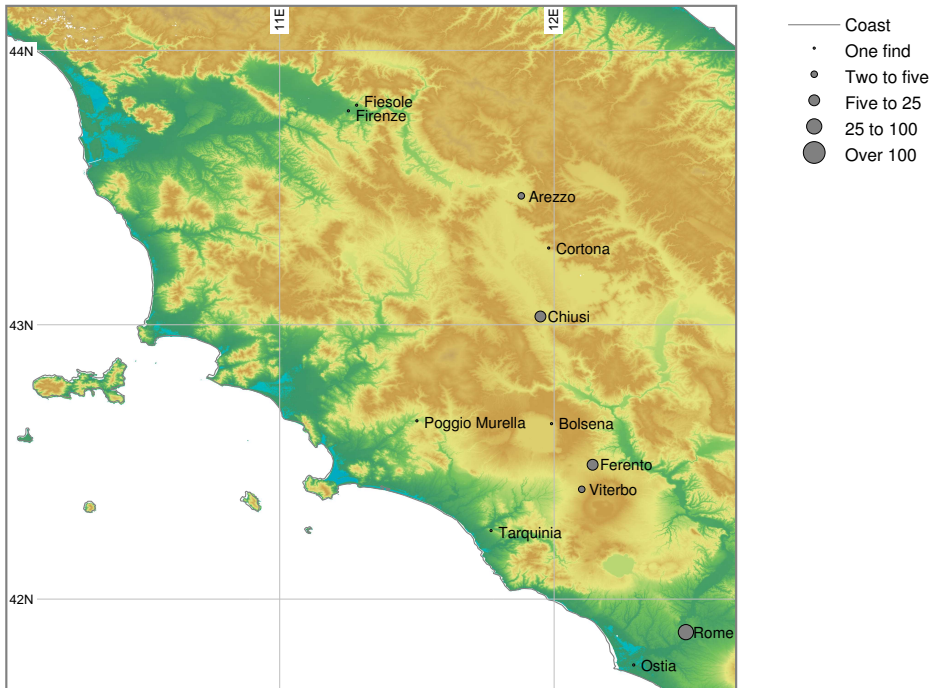 11E
12E
44N
Fiesole
Firenze
Arezzo
Cortona
Chiusi
43N
Poggio Murella
Bolsena
Ferento
Viterbo
Tarquinia
42N
Rome
Ostia
Coast
One find
Two to five
Five to 25
25 to 100
Over 100